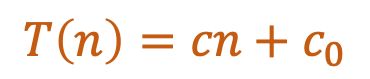 T(n) = cn + c₀